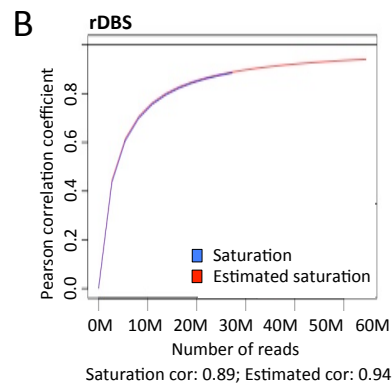 B
rDBS
Pearson correlation coefficient
0.8
0.6
0.4
0.2
0.0
Saturation
Estimated saturation
0M 10M 20M 30M 40M 50M 60M
Number of reads
Saturation cor: 0.89; Estimated cor: 0.94